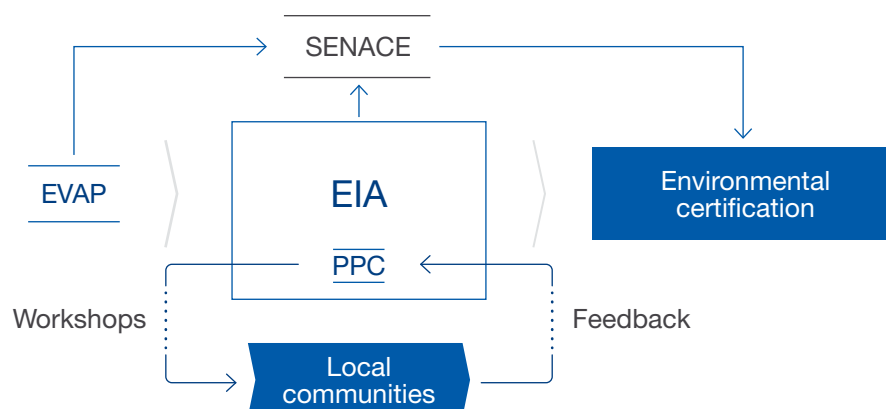 SENACE
EVAP
EIA
Environmental
certification
PPC
Workshops
Feedback
Local
communities